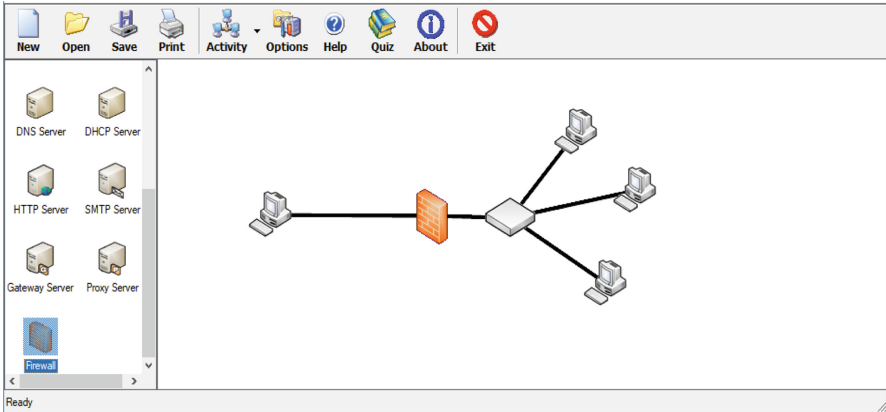 New Open Save Print Activity Options Help Quiz About Exit
DNS Server DHCP Server
HTTP Server SMTP Server
Gateway Server Proxy Server
Firewall
Ready